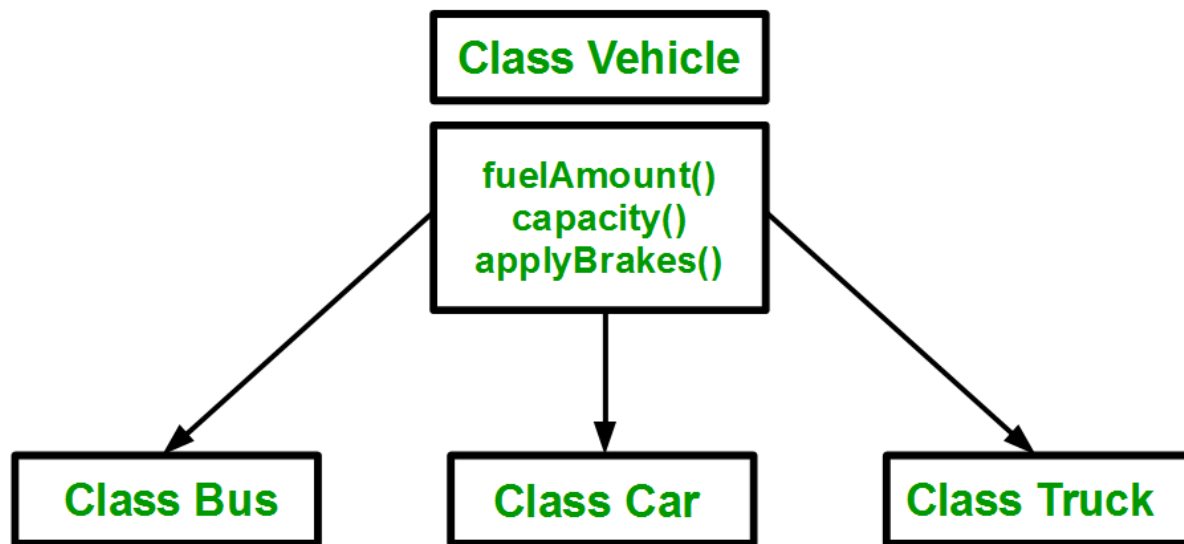 Class Vehicle
fuelAmount()
capacity()
applyBrakes()
Class Bus
Class Car
Class Truck